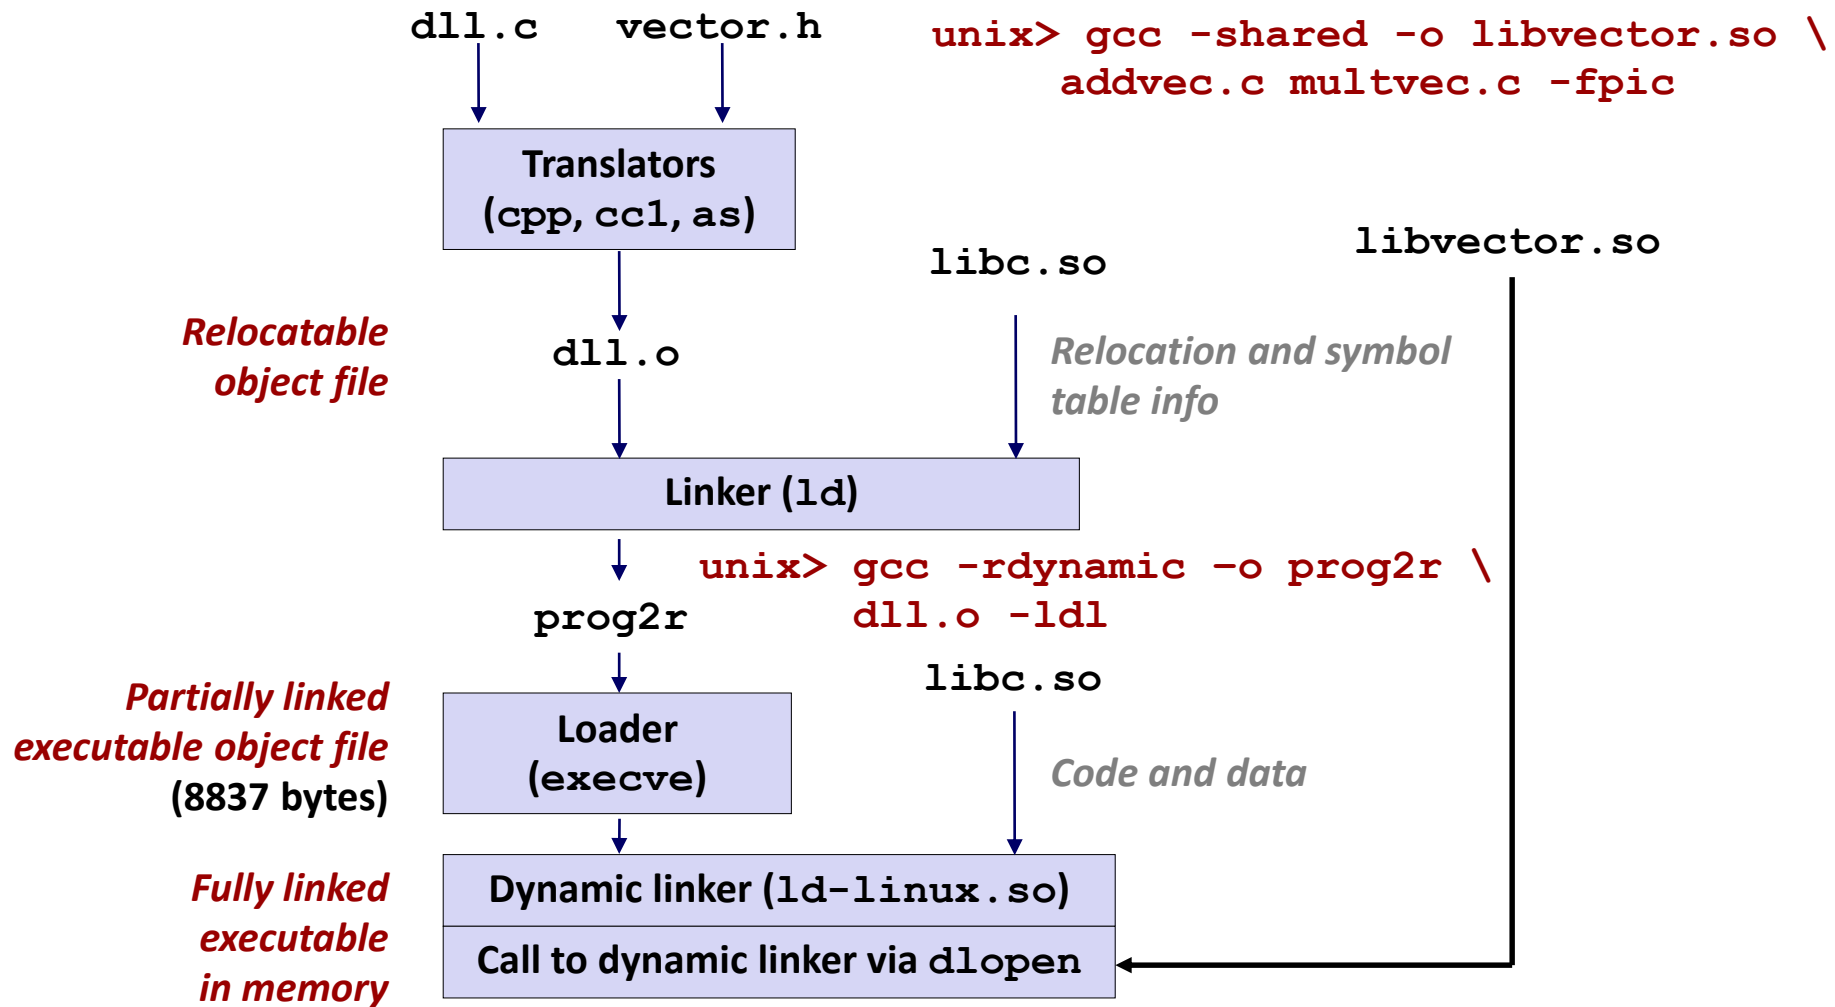 dll.c vector.h
unix> gcc -shared -o libvector.so \
addvec.c multvec.c -fpic
Translators
(cpp, cc1, as)
libc.so
libvector.so
Relocatable
object file
dll.o
Relocation and symbol
table info
Linker (ld)
unix> gcc -rdynamic –o prog2r \
dll.o -ldl
prog2r
libc.so
Partially linked
executable object file
(8837 bytes)
Loader
(execve)
Code and data
Fully linked
executable
in memory
Dynamic linker (ld-linux.so)
Call to dynamic linker via dlopen